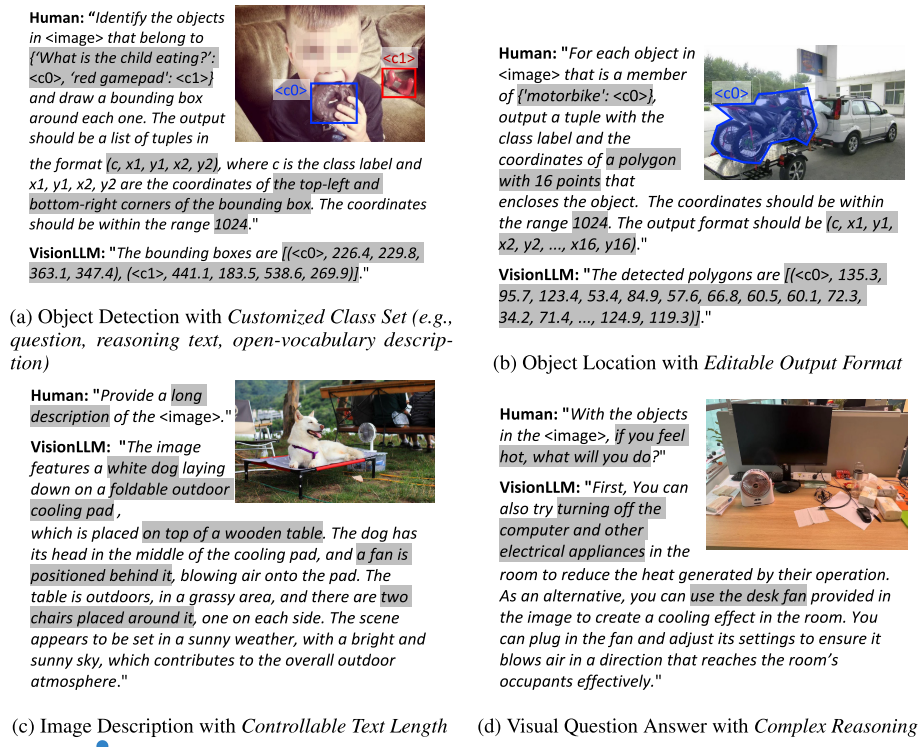 Human: “Identify the objects
in <image> that belong to
{‘What is the child eating?’:
<c0>, ‘red gamepad': <c1>}
and draw a bounding box
around each one. The output
should be a list of tuples in
the format (c, x1, y1, x2, y2), where c is the class label and
x1, y1, x2, y2 are the coordinates of the top-left and
bottom-right corners of the bounding box. The coordinates
should be within the range 1024."
<c0>
<c1>
VisionLLM: "The bounding boxes are [(<c0>, 226.4, 229.8,
363.1, 347.4), (<c1>, 441.1, 183.5, 538.6, 269.9)]."
(a) Object Detection with Customized Class Set (e.g.,
question, reasoning text, open-vocabulary descrip-
tion)
Human: "For each object in
<image> that is a member
of {'motorbike': <c0>},
output a tuple with the
class label and the
coordinates of a polygon
with 16 points that
encloses the object. The coordinates should be within
the range 1024. The output format should be (c, x1, y1,
x2, y2, ..., x16, y16)."
<c0>
VisionLLM: "The detected polygons are [(<c0>, 135.3,
95.7, 123.4, 53.4, 84.9, 57.6, 66.8, 60.5, 60.1, 72.3,
34.2, 71.4, ..., 124.9, 119.3)]."
(b) Object Location with Editable Output Format
Human: "Provide a long
description of the <image>."
VisionLLM: "The image
features a white dog laying
down on a foldable outdoor
cooling pad ,
which is placed on top of a wooden table. The dog has
its head in the middle of the cooling pad, and a fan is
positioned behind it, blowing air onto the pad. The
table is outdoors, in a grassy area, and there are two
chairs placed around it, one on each side. The scene
appears to be set in a sunny weather, with a bright and
sunny sky, which contributes to the overall outdoor
atmosphere."
(c) Image Description with Controllable Text Length
Human: "With the objects
in the <image>, if you feel
hot, what will you do?"
VisionLLM: "First, You can
also try turning off the
computer and other
electrical appliances in the
room to reduce the heat generated by their operation.
As an alternative, you can use the desk fan provided in
the image to create a cooling effect in the room. You
can plug in the fan and adjust its settings to ensure it
blows air in a direction that reaches the room’s
occupants effectively."
(d) Visual Question Answer with Complex Reasoning